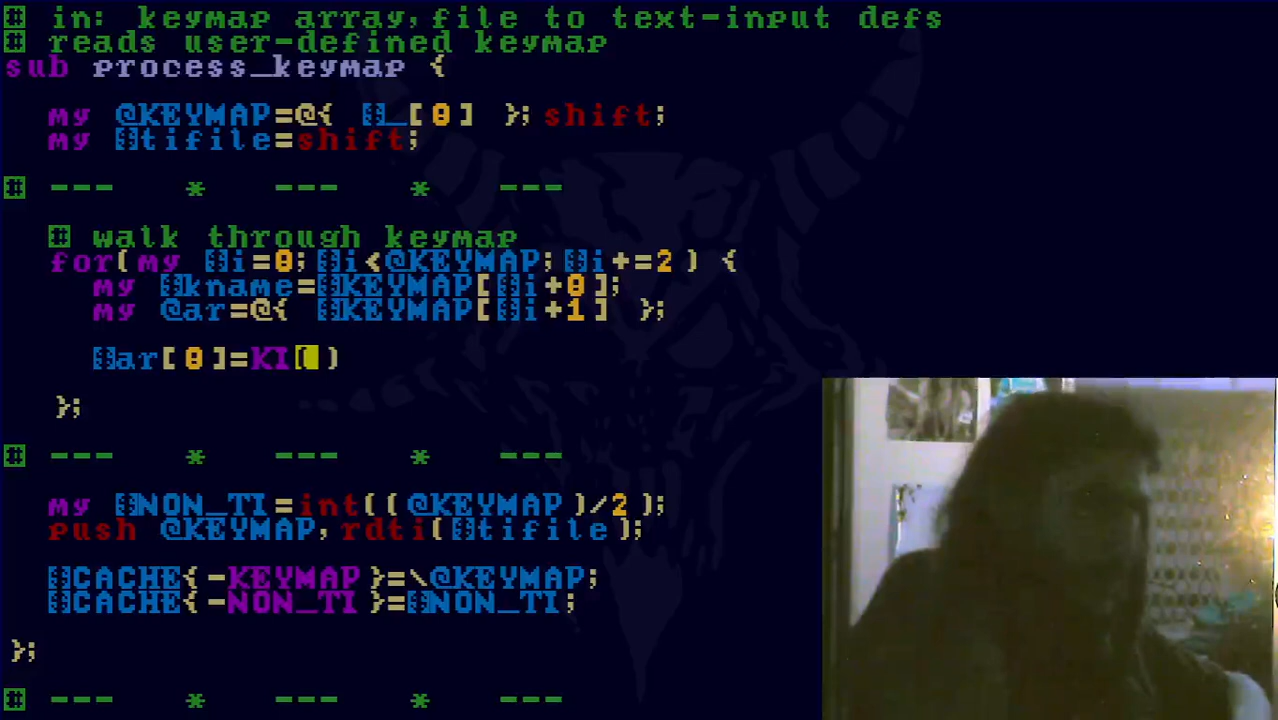 # in: keymap array,file to text-input defs
# reads user-defined keymap
sub process_keymap {
my @KEYMAP=@{ $_[0] }; shift;
my $tifile=shift;
# --- * --- * ---
# walk through keymap
for(my $i=0;$i<@KEYMAP;$i+=2) {
my $kname=$KEYMAP[$i+0];
my @ar=@{ $KEYMAP[$i+1] };
$ar[0]=KI( )
};
# --- * --- * ---
my $NON_TI=int((@KEYMAP)/2);
push @KEYMAP,rdti($tifile);
$CACHE{-KEYMAP}=\@KEYMAP;
$CACHE{-NON_TI}=$NON_TI;
};
# --- * --- * ---